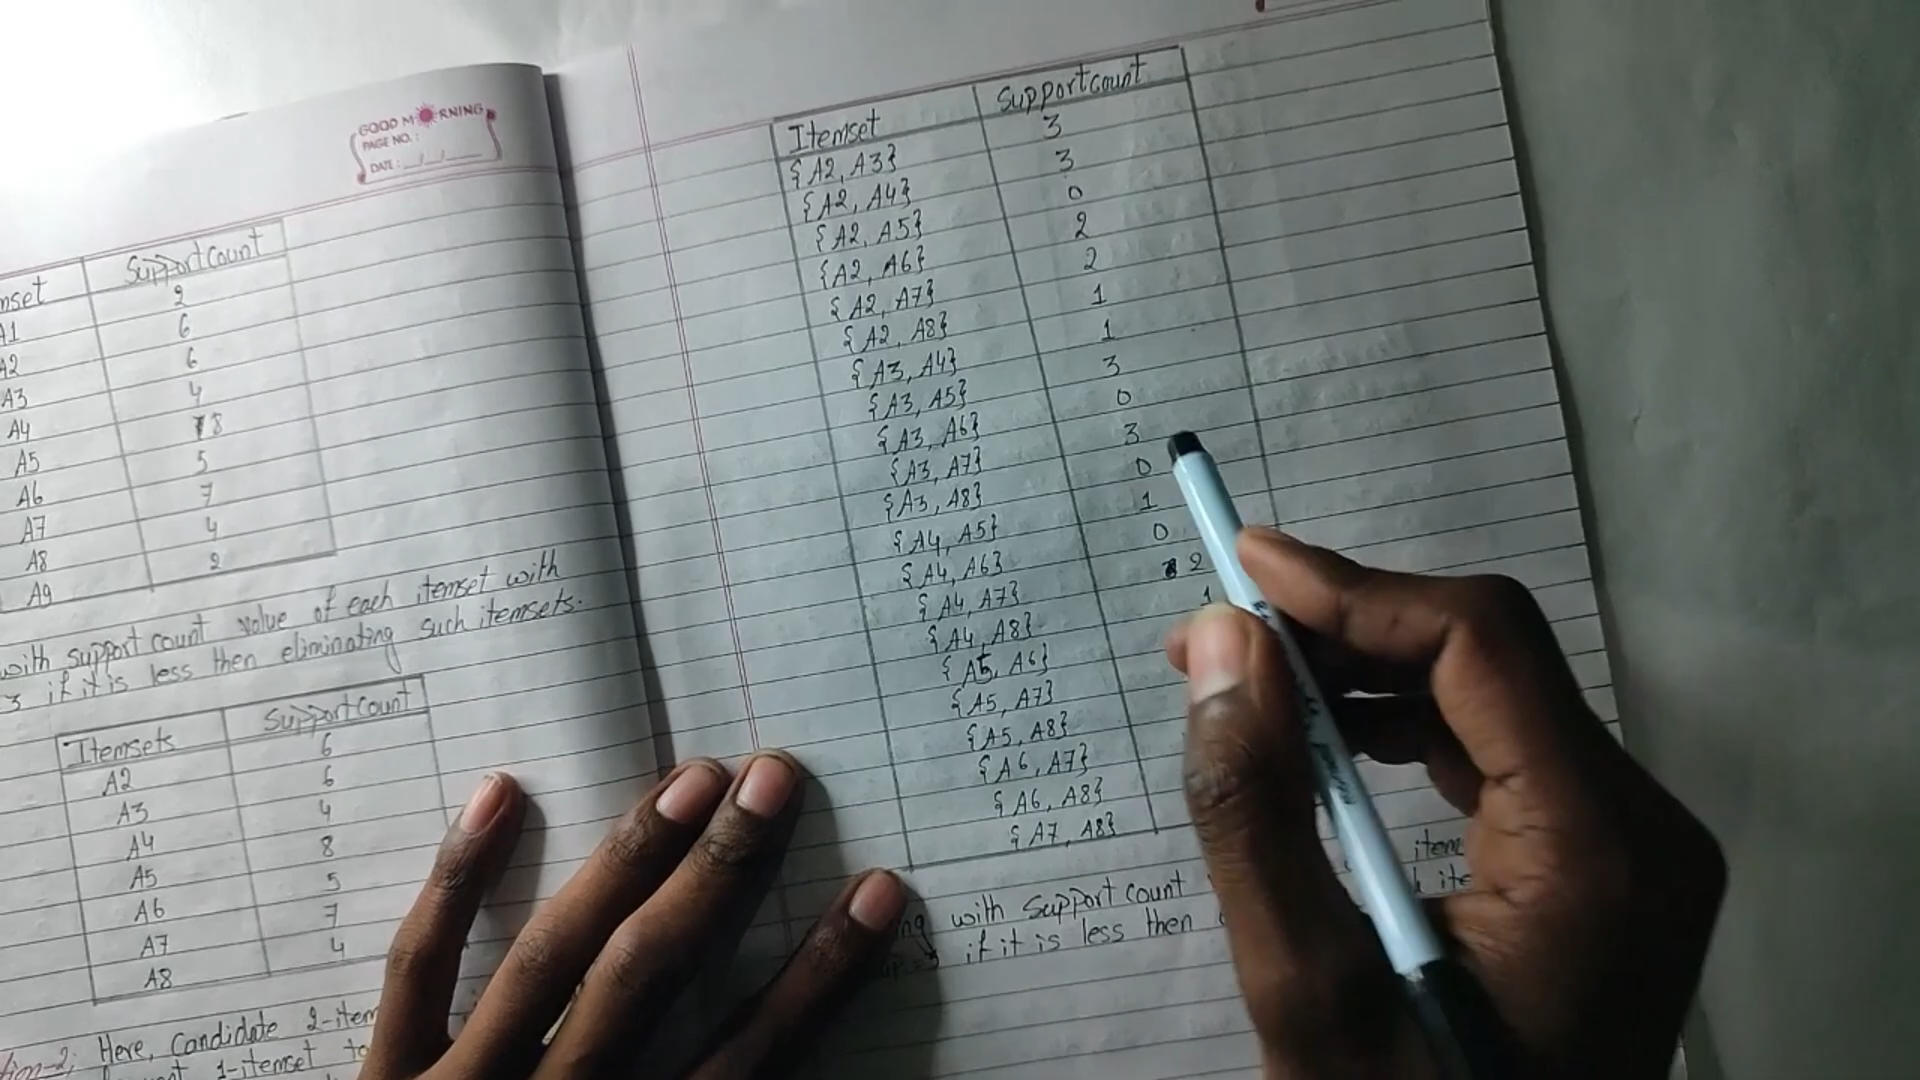 GOOD MORNING
PAGE NO. :
DATE :
Support Count
A1 2
A2 6
A3 6
A4 4
A5 8
A6 5
A7 7
A8 4
A9 2
with support count value of each itemset with
3 if it is less then eliminating such itemsets.
Itemsets Support Count
A2 6
A3 6
A4 4
A5 8
A6 5
A7 7
A8 4
Here, Candidate 2-item
1-itemset to
Itemset Support count
{A2, A3} 3
{A2, A4} 3
{A2, A5} 0
{A2, A6} 2
{A2, A7} 2
{A2, A8} 1
{A3, A4} 1
{A3, A5} 3
{A3, A6} 0
{A3, A7} 3
{A3, A8} 0
{A4, A5} 1
{A4, A6} 0
{A4, A7} 2
{A4, A8} 1
{A5, A6}
{A5, A7}
{A5, A8}
{A6, A7}
{A6, A8}
{A7, A8}
with support count
if it is less then